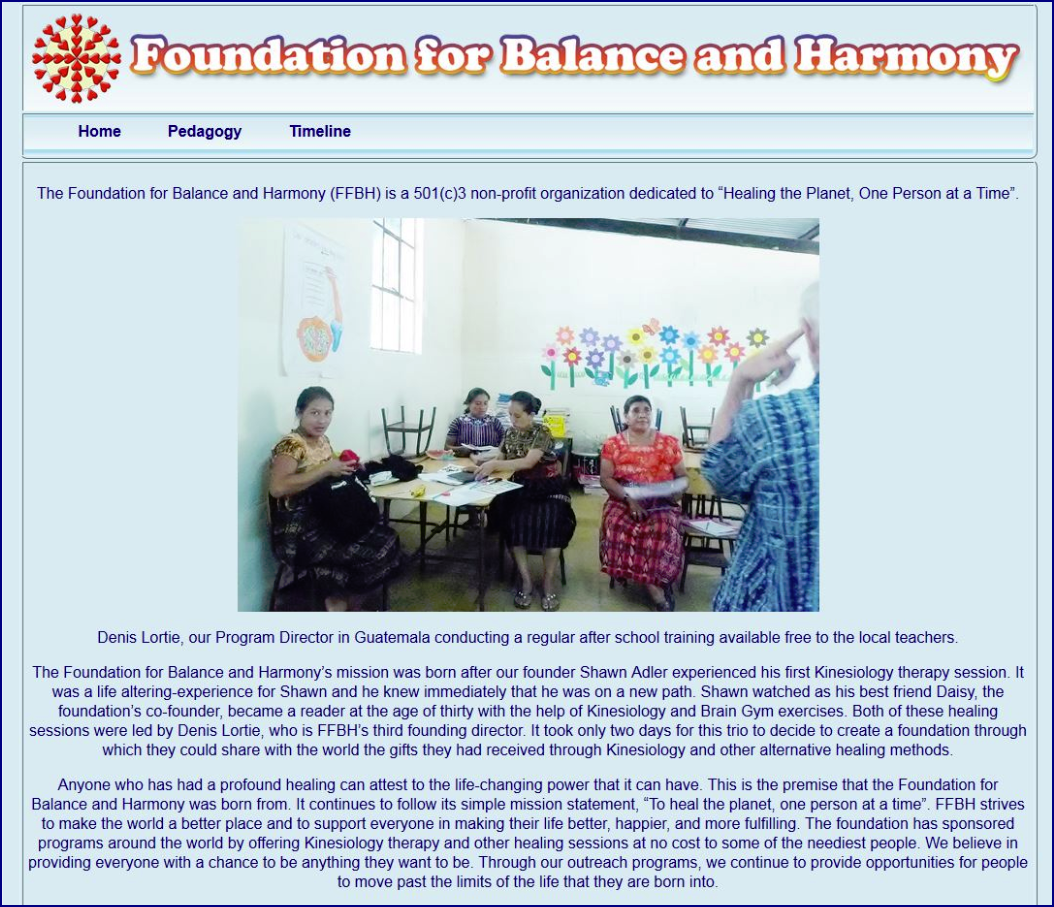 Foundation for Balance and Harmony
Home Pedagogy Timeline
The Foundation for Balance and Harmony (FFBH) is a 501(c)3 non-profit organization dedicated to “Healing the Planet, One Person at a Time”.
Denis Lortie, our Program Director in Guatemala conducting a regular after school training available free to the local teachers.
The Foundation for Balance and Harmony’s mission was born after our founder Shawn Adler experienced his first Kinesiology therapy session. It
was a life altering-experience for Shawn and he knew immediately that he was on a new path. Shawn watched as his best friend Daisy, the
foundation’s co-founder, became a reader at the age of thirty with the help of Kinesiology and Brain Gym exercises. Both of these healing
sessions were led by Denis Lortie, who is FFBH’s third founding director. It took only two days for this trio to decide to create a foundation through
which they could share with the world the gifts they had received through Kinesiology and other alternative healing methods.
Anyone who has had a profound healing can attest to the life-changing power that it can have. This is the premise that the Foundation for
Balance and Harmony was born from. It continues to follow its simple mission statement, “To heal the planet, one person at a time”. FFBH strives
to make the world a better place and to support everyone in making their life better, happier, and more fulfilling. The foundation has sponsored
programs around the world by offering Kinesiology therapy and other healing sessions at no cost to some of the neediest people. We believe in
providing everyone with a chance to be anything they want to be. Through our outreach programs, we continue to provide opportunities for people
to move past the limits of the life that they are born into.